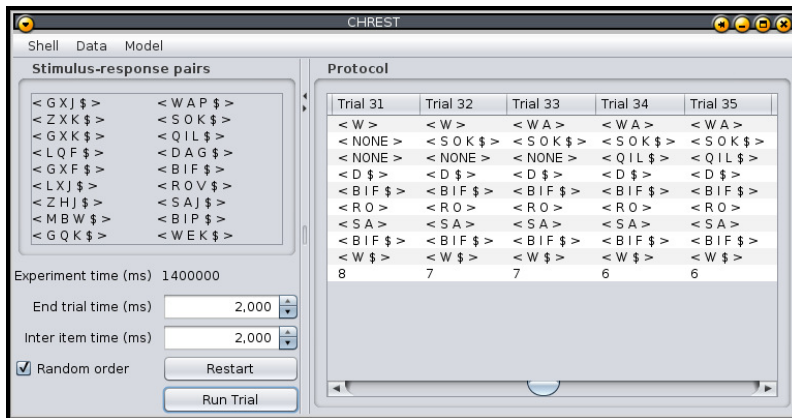 CHREST
Shell Data Model
Stimulus-response pairs
< G X J $ > < W A P $ >
< Z X K $ > < S O K $ >
< G X K $ > < Q I L $ >
< L Q F $ > < D A G $ >
< G X F $ > < B I F $ >
< L X J $ > < R O V $ >
< Z H J $ > < S A J $ >
< M B W $ > < B I P $ >
< G Q K $ > < W E K $ >
Experiment time (ms) 1400000
End trial time (ms) 2,000
Inter item time (ms) 2,000
Random order Restart
Run Trial
Protocol
Trial 31 Trial 32 Trial 33 Trial 34 Trial 35
< W > < W > < W A > < W A > < W A >
< NONE > < S O K $ > < S O K $ > < S O K $ > < S O K $ >
< NONE > < NONE > < NONE > < Q I L $ > < Q I L $ >
< D $ > < D $ > < D $ > < D $ > < D $ >
< B I F $ > < B I F $ > < B I F $ > < B I F $ > < B I F $ >
< R O > < R O > < R O > < R O > < R O >
< S A > < S A > < S A > < S A > < S A >
< B I F $ > < B I F $ > < B I F $ > < B I F $ > < B I F $ >
< W $ > < W $ > < W $ > < W $ > < W $ >
8 7 7 6 6